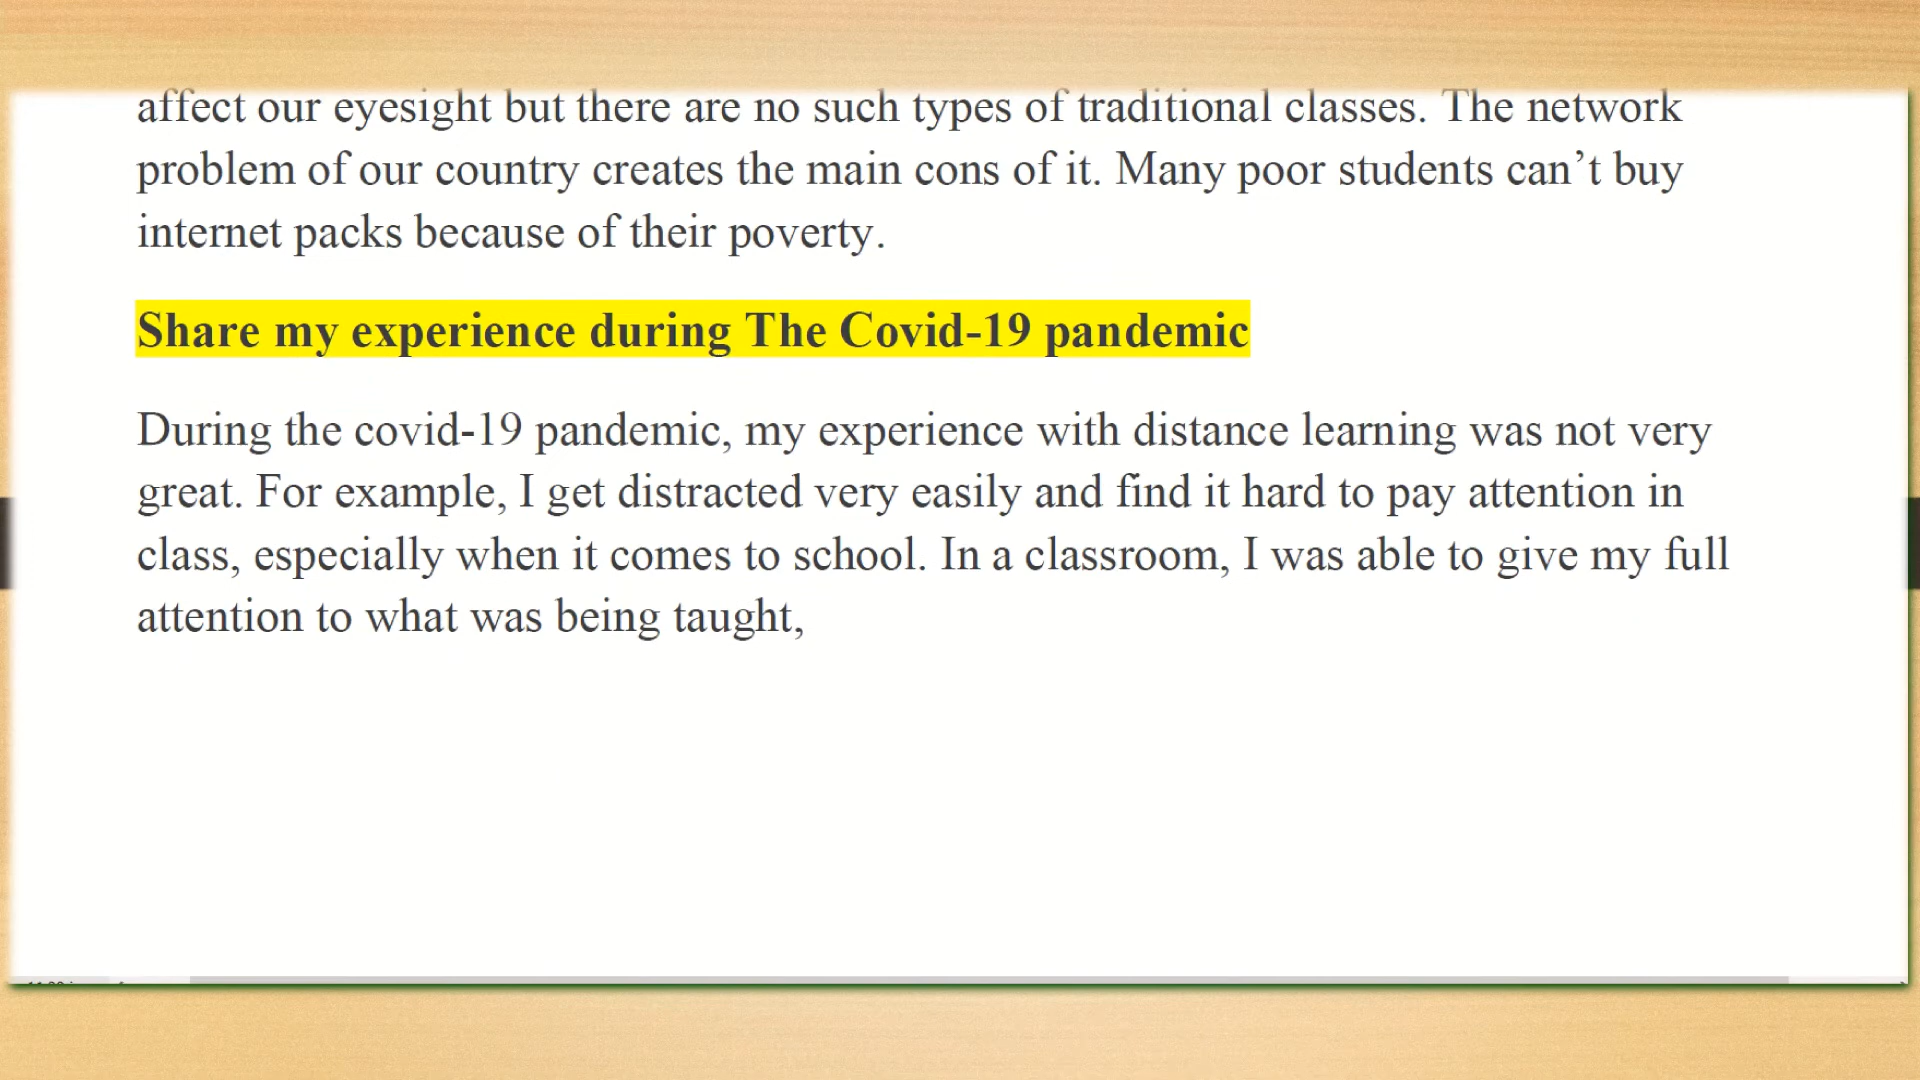 affect our eyesight but there are no such types of traditional classes. The network
problem of our country creates the main cons of it. Many poor students can’t buy
internet packs because of their poverty.
Share my experience during The Covid-19 pandemic
During the covid-19 pandemic, my experience with distance learning was not very
great. For example, I get distracted very easily and find it hard to pay attention in
class, especially when it comes to school. In a classroom, I was able to give my full
attention to what was being taught,